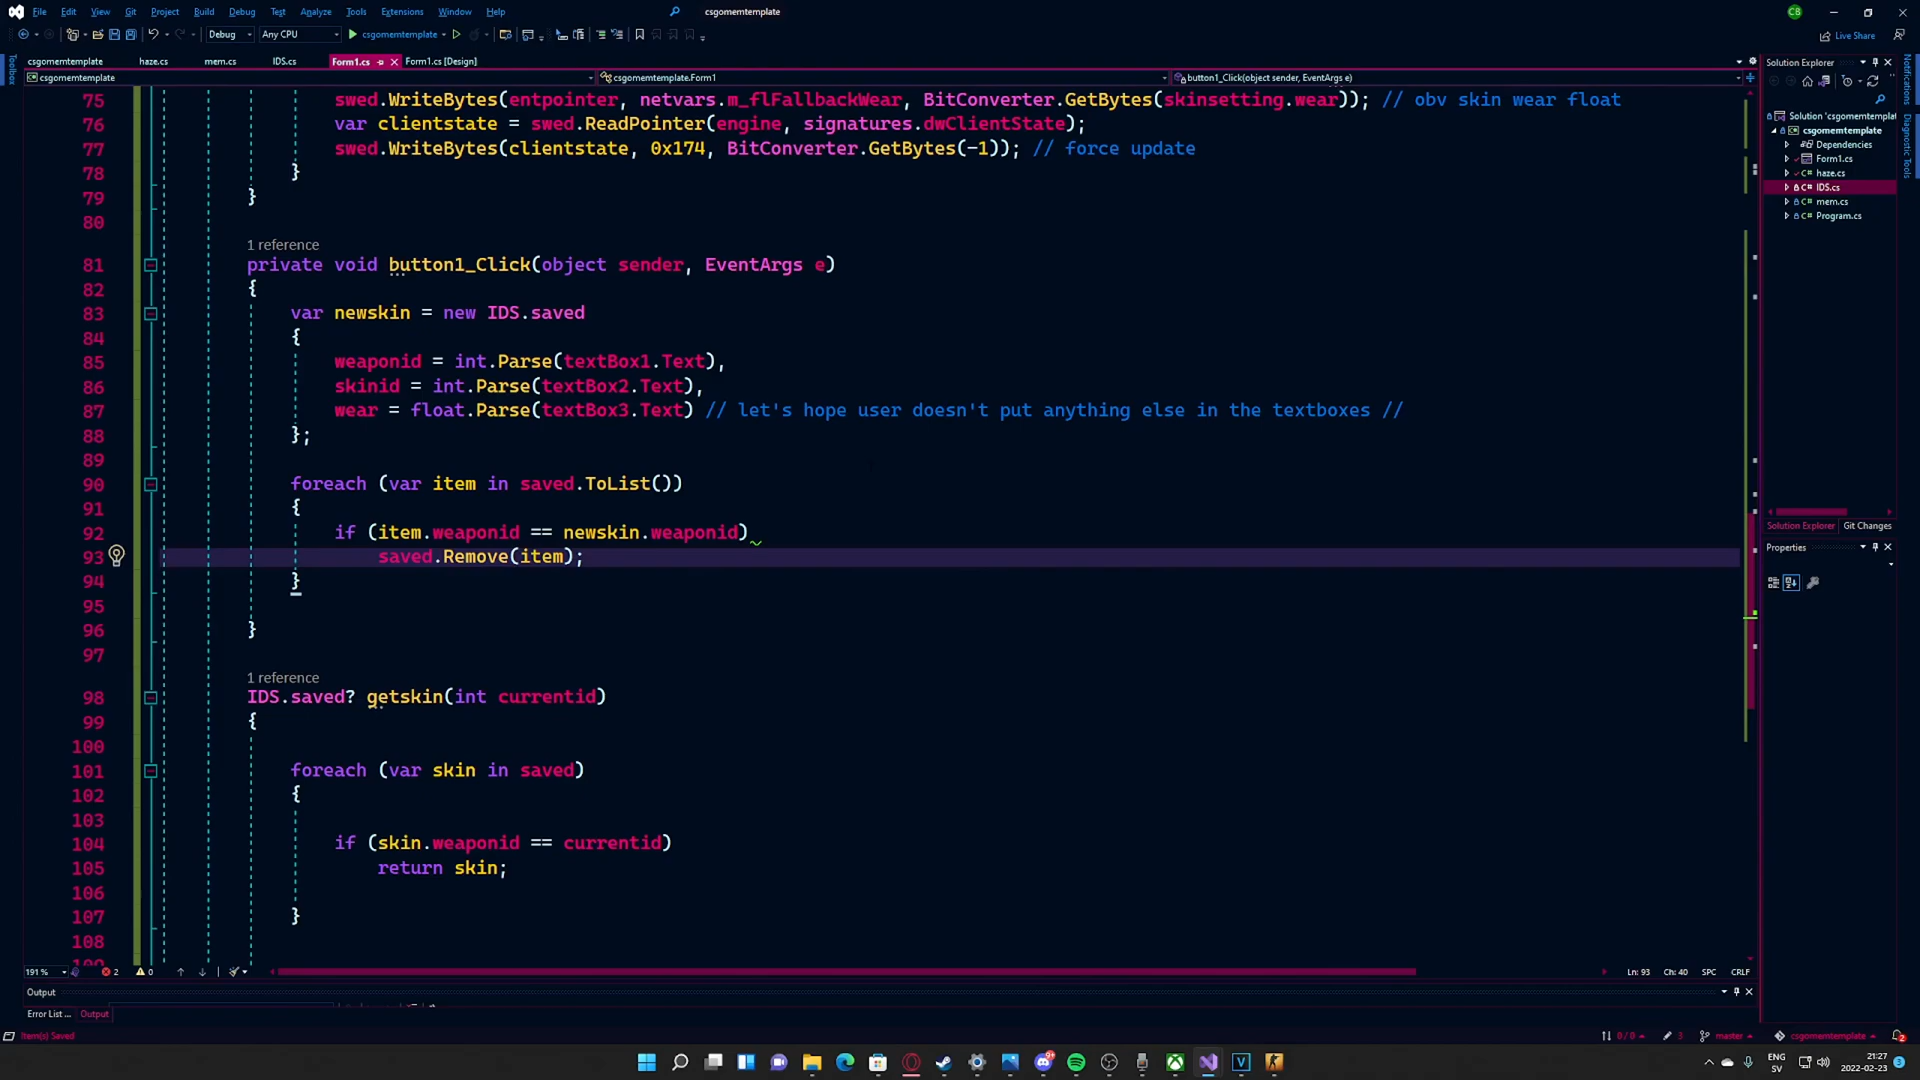 File Edit View Git Project Build Debug Test Analyze Tools Extensions Window Help csgomemtemplate CB
Debug Any CPU csgomemtemplate Live Share
csgomemtemplate haze.cs mem.cs IDS.cs Form1.cs Form1.cs [Design]
csgomemtemplate csgomemtemplate.Form1 button1_Click(object sender, EventArgs e)
75 swed.WriteBytes(entpointer, netvars.m_flFallbackWear, BitConverter.GetBytes(skinsetting.wear)); // obv skin wear float
76 var clientstate = swed.ReadPointer(engine, signatures.dwClientState);
77 swed.WriteBytes(clientstate, 0x174, BitConverter.GetBytes(-1)); // force update
78 }
79 }
80
1 reference
81 private void button1_Click(object sender, EventArgs e)
82 {
83 var newskin = new IDS.saved
84 {
85 weaponid = int.Parse(textBox1.Text),
86 skinid = int.Parse(textBox2.Text),
87 wear = float.Parse(textBox3.Text) // let's hope user doesn't put anything else in the textboxes //
88 };
89
90 foreach (var item in saved.ToList())
91 {
92 if (item.weaponid == newskin.weaponid)
93 saved.Remove(item);
94 }
95
96 }
97
1 reference
98 IDS.saved? getskin(int currentid)
99 {
100
101 foreach (var skin in saved)
102 {
103
104 if (skin.weaponid == currentid)
105 return skin;
106
107 }
108
191 % 2 0 Ln: 93 Ch: 40 SPC CRLF
Output
Error List ... Output
Item(s) Saved 0 / 0 3 master csgomemtemplate 2
Toolbox
Solution Explorer
Solution 'csgomemtemplat
csgomemtemplate
Dependencies
Form1.cs
haze.cs
IDS.cs
mem.cs
Program.cs
Solution Explorer Git Changes
Properties
Notifications
Diagnostic Tools
ENG
SV
21:27
2022-02-23
3